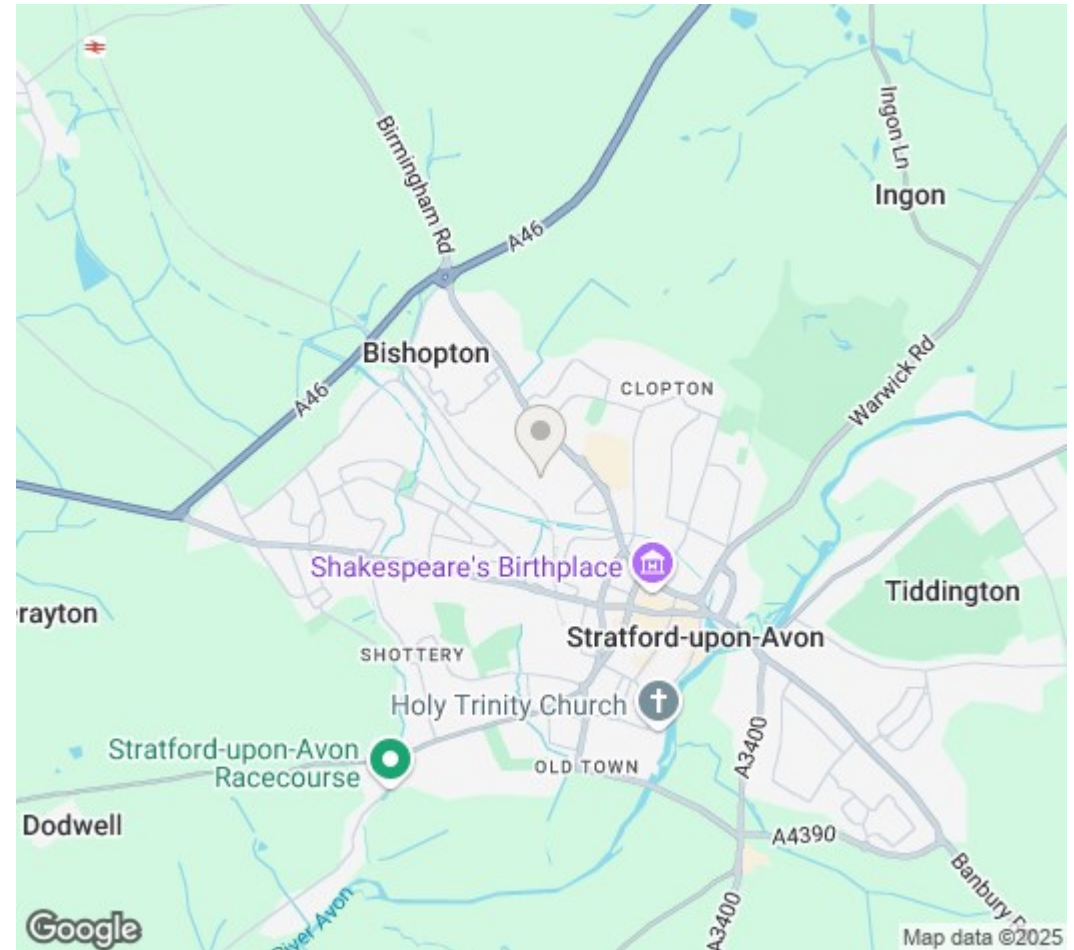 Birmingham Rd
Ingon Ln
Ingon
A46
Bishopton
CLOPTON
Warwick Rd
A46
Shakespeare's Birthplace
Tiddington
rayton
Stratford-upon-Avon
SHOTTERY
Holy Trinity Church
Stratford-upon-Avon
Racecourse
OLD TOWN
A3400
Dodwell
A4390
Banbury
River Avon
A3400
Google
Map data ©2025